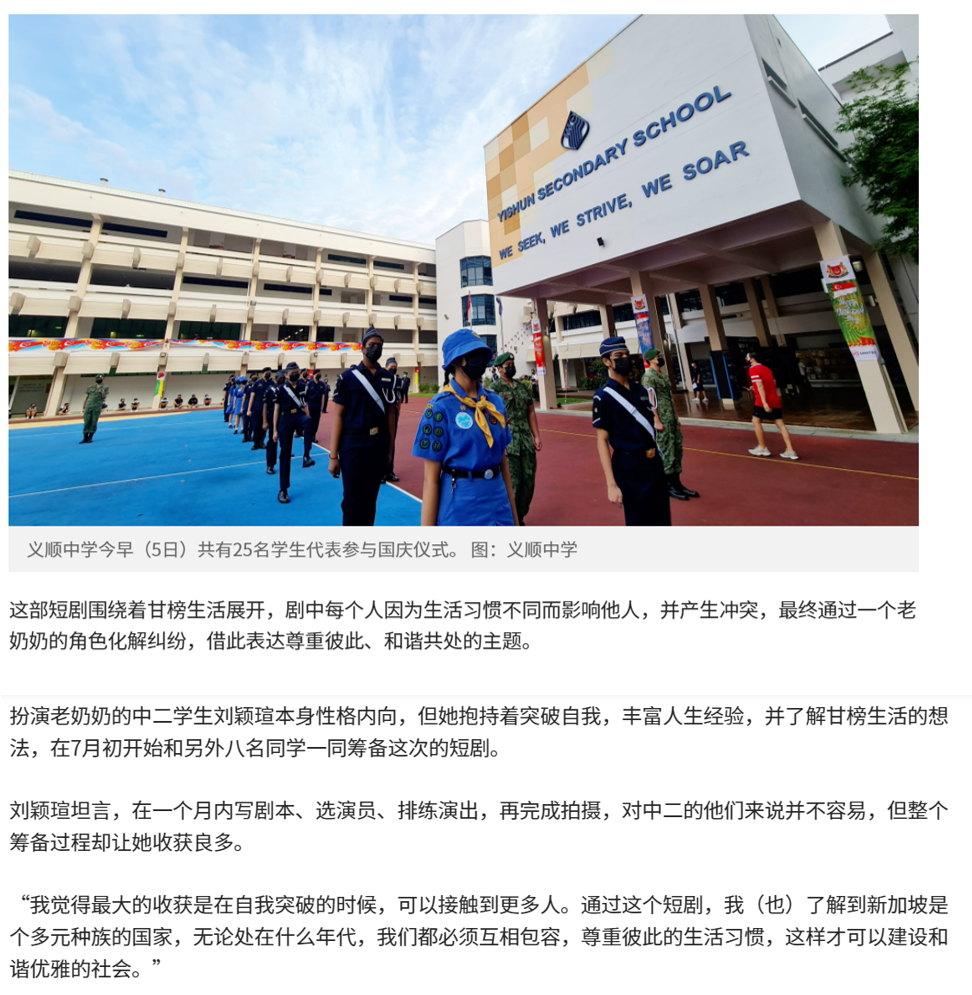 YISHUN SECONDARY SCHOOL
WE SEEK, WE STRIVE, WE SOAR
义顺中学今早（5日）共有25名学生代表参与国庆仪式。 图：义顺中学
这部短剧围绕着甘榜生活展开，剧中每个人因为生活习惯不同而影响他人，并产生冲突，最终通过一个老
奶奶的角色化解纠纷，借此表达尊重彼此、和谐共处的主题。
扮演老奶奶的中二学生刘颖瑄本身性格内向，但她抱持着突破自我，丰富人生经验，并了解甘榜生活的想
法，在7月初开始和另外八名同学一同筹备这次的短剧。
刘颖瑄坦言，在一个月内写剧本、选演员、排练演出，再完成拍摄，对中二的他们来说并不容易，但整个
筹备过程却让她收获良多。
“我觉得最大的收获是在自我突破的时候，可以接触到更多人。通过这个短剧，我（也）了解到新加坡是
个多元种族的国家，无论处在什么年代，我们都必须互相包容，尊重彼此的生活习惯，这样才可以建设和
谐优雅的社会。”